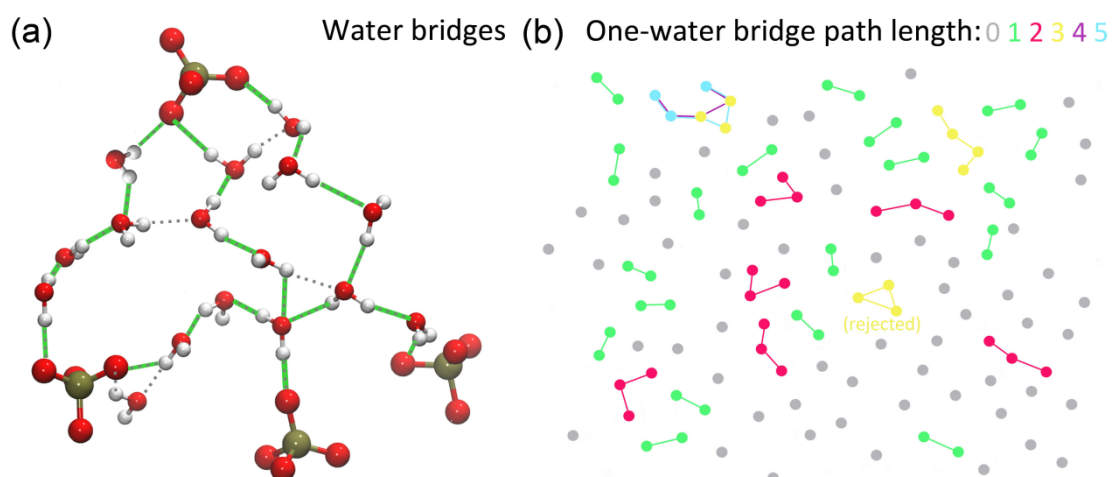 (a) Water bridges
(b) One-water bridge path length: 0 1 2 3 4 5
(rejected)